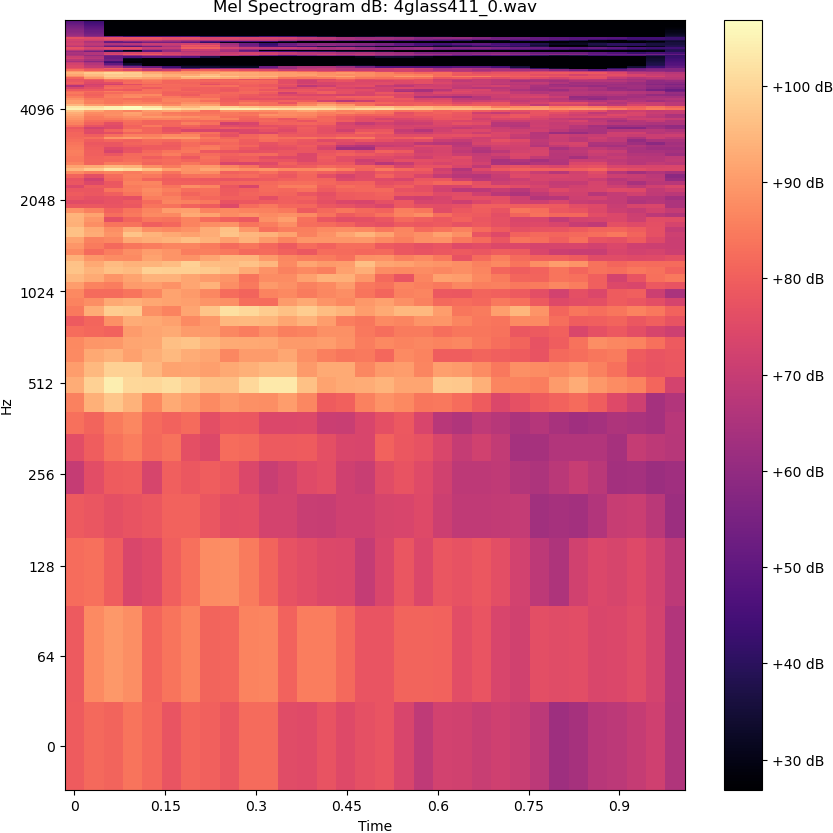 Mel Spectrogram dB: 4glass411_0.wav
Hz
4096
2048
1024
512
256
128
64
0
0 0.15 0.3 0.45 0.6 0.75 0.9
Time
+100 dB
+90 dB
+80 dB
+70 dB
+60 dB
+50 dB
+40 dB
+30 dB